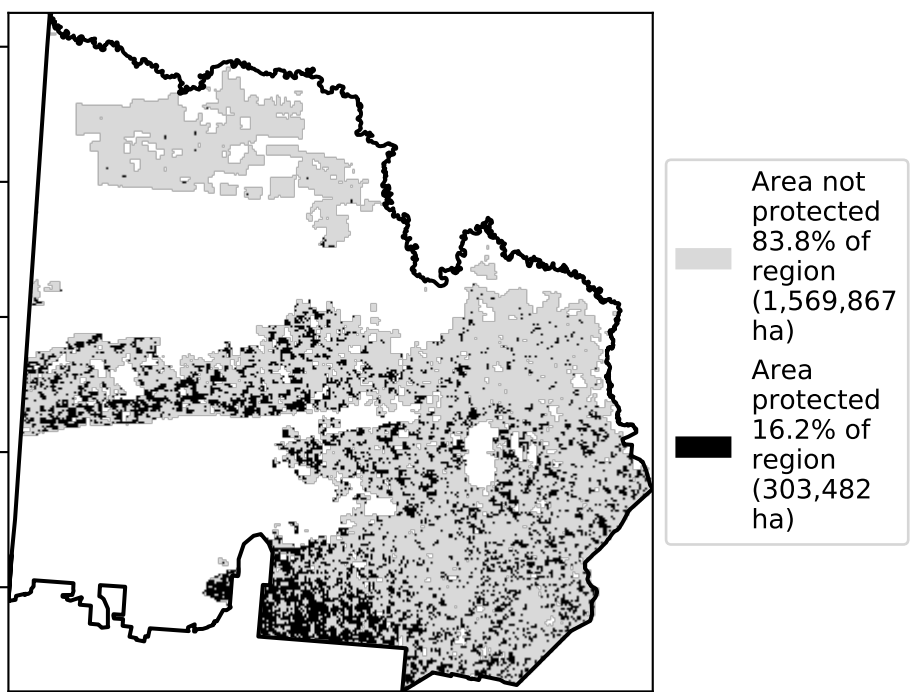 Area not
protected
83.8% of
region
(1,569,867
ha)
Area
protected
16.2% of
region
(303,482
ha)